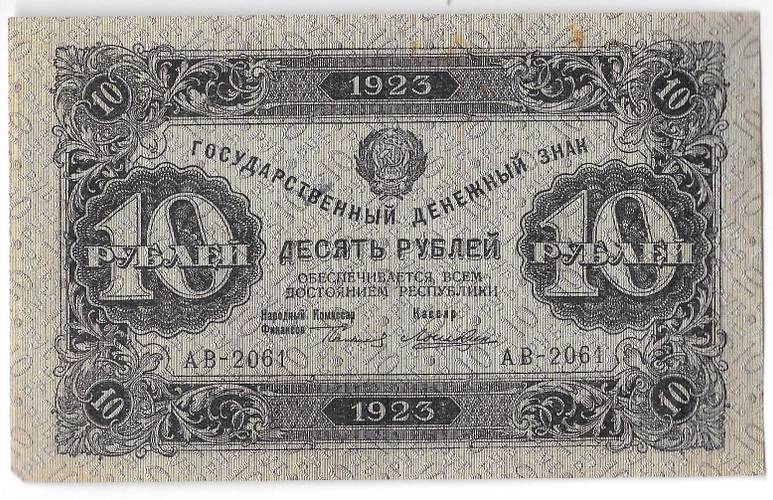 1923
10 10
ГОСУДАРСТВЕННЫЙ ДЕНЕЖНЫЙ ЗНАК
10 РУБЛЕЙ
ДЕСЯТЬ РУБЛЕЙ
10 РУБЛЕЙ
ОБЕСПЕЧИВАЕТСЯ ВСЕМ
ДОСТОЯНИЕМ РЕСПУБЛИКИ
Народный Комиссар
Финансов
Кассир
АВ-2061 АВ-2061
10 10
1923